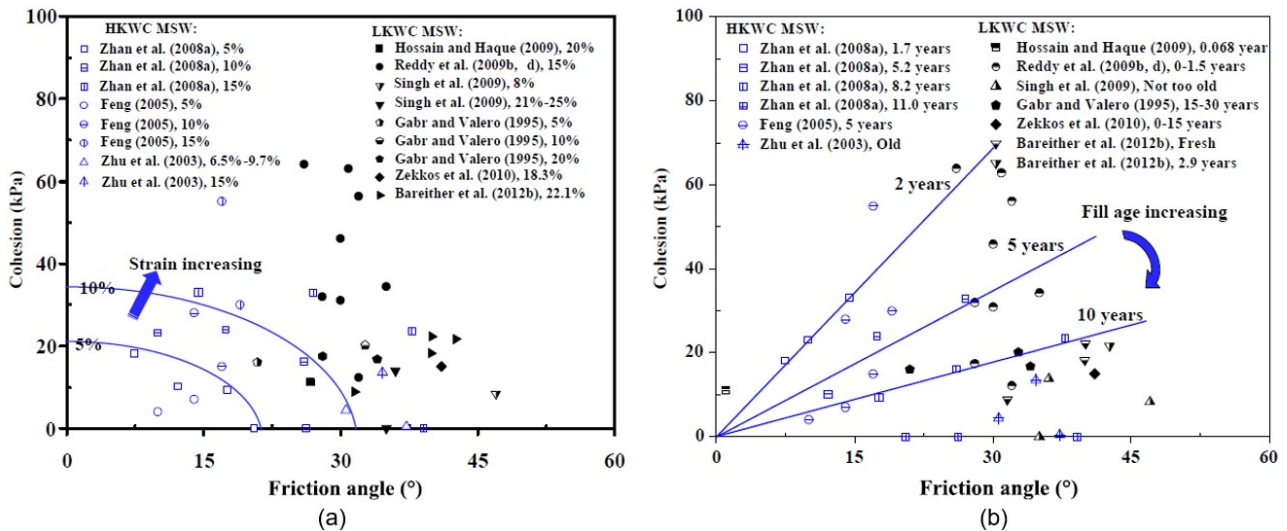 HKWC MSW:
Zhan et al. (2008a), 5%
Zhan et al. (2008a), 10%
Zhan et al. (2008a), 15%
Feng (2005), 5%
Feng (2005), 10%
Feng (2005), 15%
Zhu et al. (2003), 6.5%-9.7%
Zhu et al. (2003), 15%
LKWC MSW:
Hossain and Haque (2009), 20%
Reddy et al. (2009b, d), 15%
Singh et al. (2009), 8%
Singh et al. (2009), 21%-25%
Gabr and Valero (1995), 5%
Gabr and Valero (1995), 10%
Gabr and Valero (1995), 20%
Zekkos et al. (2010), 18.3%
Bareither et al. (2012b), 22.1%
Strain increasing
10%
5%
100
80
60
40
20
0
Cohesion (kPa)
0 15 30 45 60
Friction angle (°)
(a)
HKWC MSW:
Zhan et al. (2008a), 1.7 years
Zhan et al. (2008a), 5.2 years
Zhan et al. (2008a), 8.2 years
Zhan et al. (2008a), 11.0 years
Feng (2005), 5 years
Zhu et al. (2003), Old
LKWC MSW:
Hossain and Haque (2009), 0.068 year
Reddy et al. (2009b, d), 0-1.5 years
Singh et al. (2009), Not too old
Gabr and Valero (1995), 15-30 years
Zekkos et al. (2010), 0-15 years
Bareither et al. (2012b), Fresh
Bareither et al. (2012b), 2.9 years
2 years
5 years
10 years
Fill age increasing
100
80
60
40
20
0
Cohesion (kPa)
0 15 30 45 60
Friction angle (°)
(b)